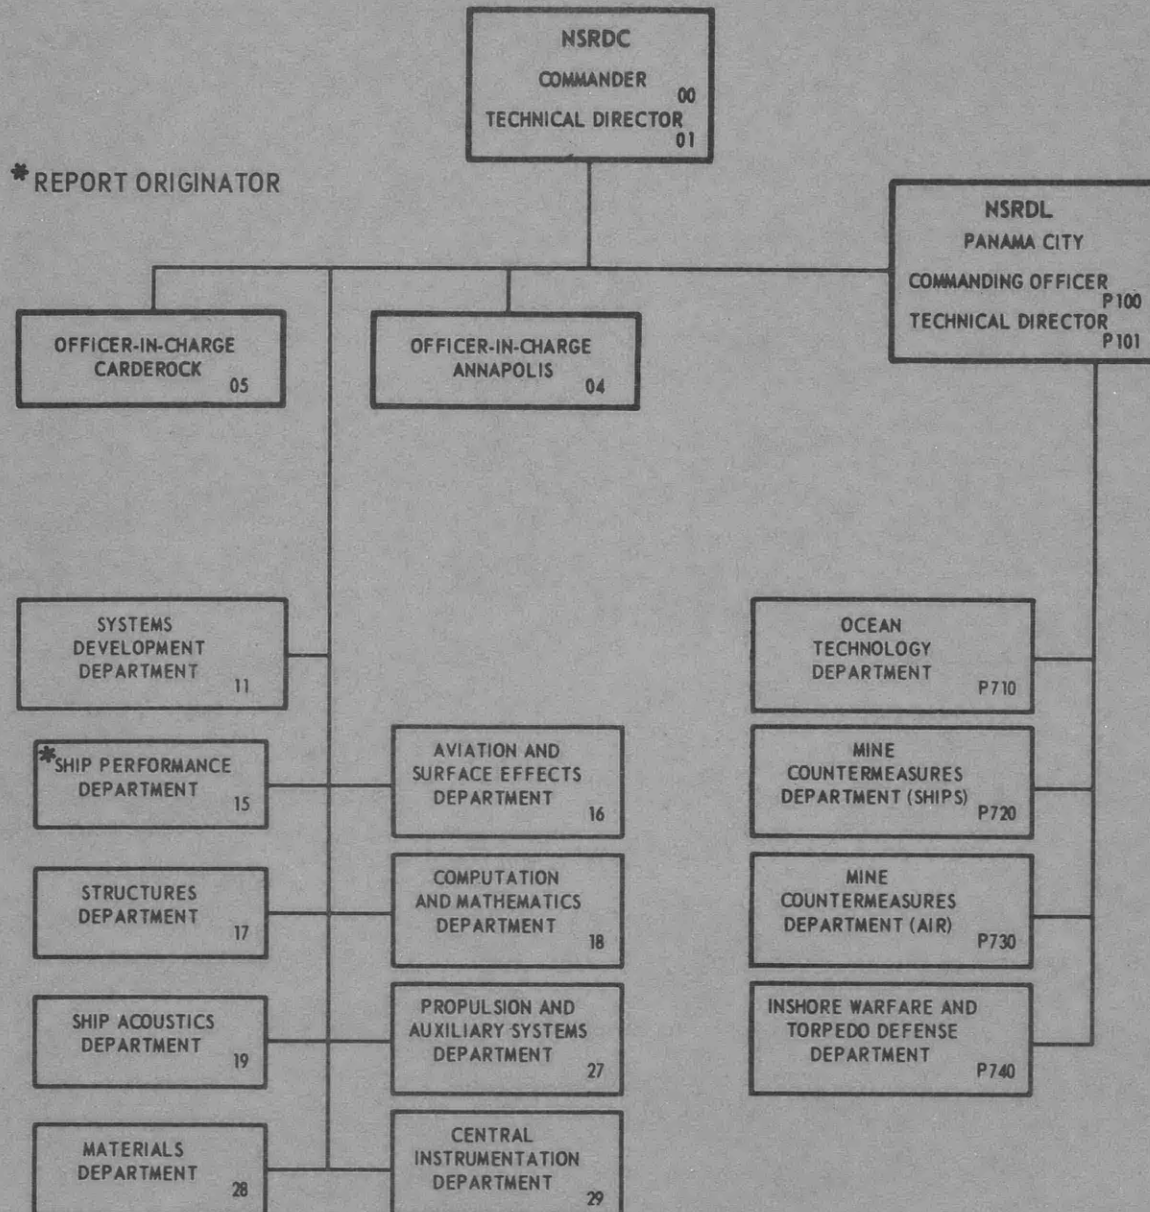 NSRDC
COMMANDER
00
TECHNICAL DIRECTOR
01
* REPORT ORIGINATOR
NSRDL
PANAMA CITY
COMMANDING OFFICER
P100
TECHNICAL DIRECTOR
P101
OFFICER-IN-CHARGE
CARDEROCK
05
OFFICER-IN-CHARGE
ANNAPOLIS
04
SYSTEMS
DEVELOPMENT
DEPARTMENT
11
OCEAN
TECHNOLOGY
DEPARTMENT
P710
*SHIP PERFORMANCE
DEPARTMENT
15
AVIATION AND
SURFACE EFFECTS
DEPARTMENT
16
MINE
COUNTERMEASURES
DEPARTMENT (SHIPS)
P720
STRUCTURES
DEPARTMENT
17
COMPUTATION
AND MATHEMATICS
DEPARTMENT
18
MINE
COUNTERMEASURES
DEPARTMENT (AIR)
P730
SHIP ACOUSTICS
DEPARTMENT
19
PROPULSION AND
AUXILIARY SYSTEMS
DEPARTMENT
27
INSHORE WARFARE AND
TORPEDO DEFENSE
DEPARTMENT
P740
MATERIALS
DEPARTMENT
28
CENTRAL
INSTRUMENTATION
DEPARTMENT
29